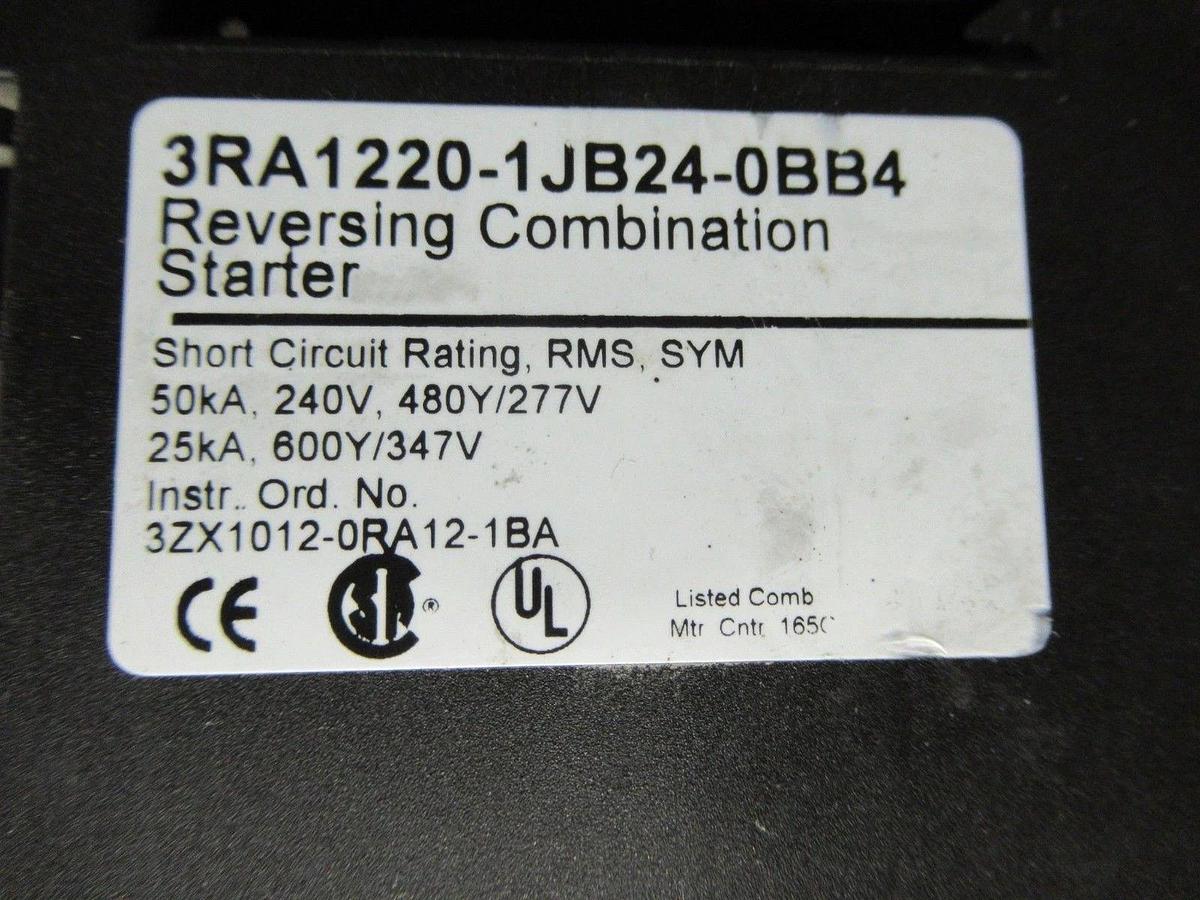 3RA1220-1JB24-0BB4
Reversing Combination
Starter
Short Circuit Rating, RMS, SYM
50kA, 240V, 480Y/277V
25kA, 600Y/347V
Instr. Ord. No.
3ZX1012-0RA12-1BA
CE
®
UL
Listed Comb
Mtr Cntr